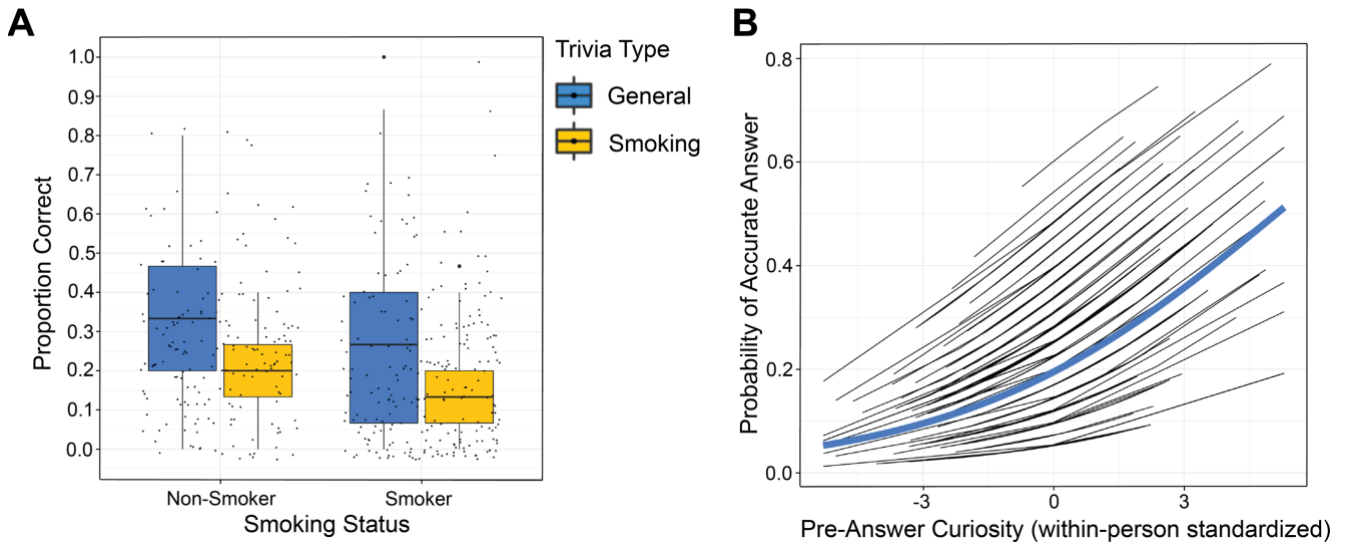 A
Proportion Correct
1.0
0.9
0.8
0.7
0.6
0.5
0.4
0.3
0.2
0.1
0.0
Non-Smoker
Smoker
Smoking Status
Trivia Type
General
Smoking
B
Probability of Accurate Answer
0.8
0.6
0.4
0.2
0.0
-3
0
3
Pre-Answer Curiosity (within-person standardized)